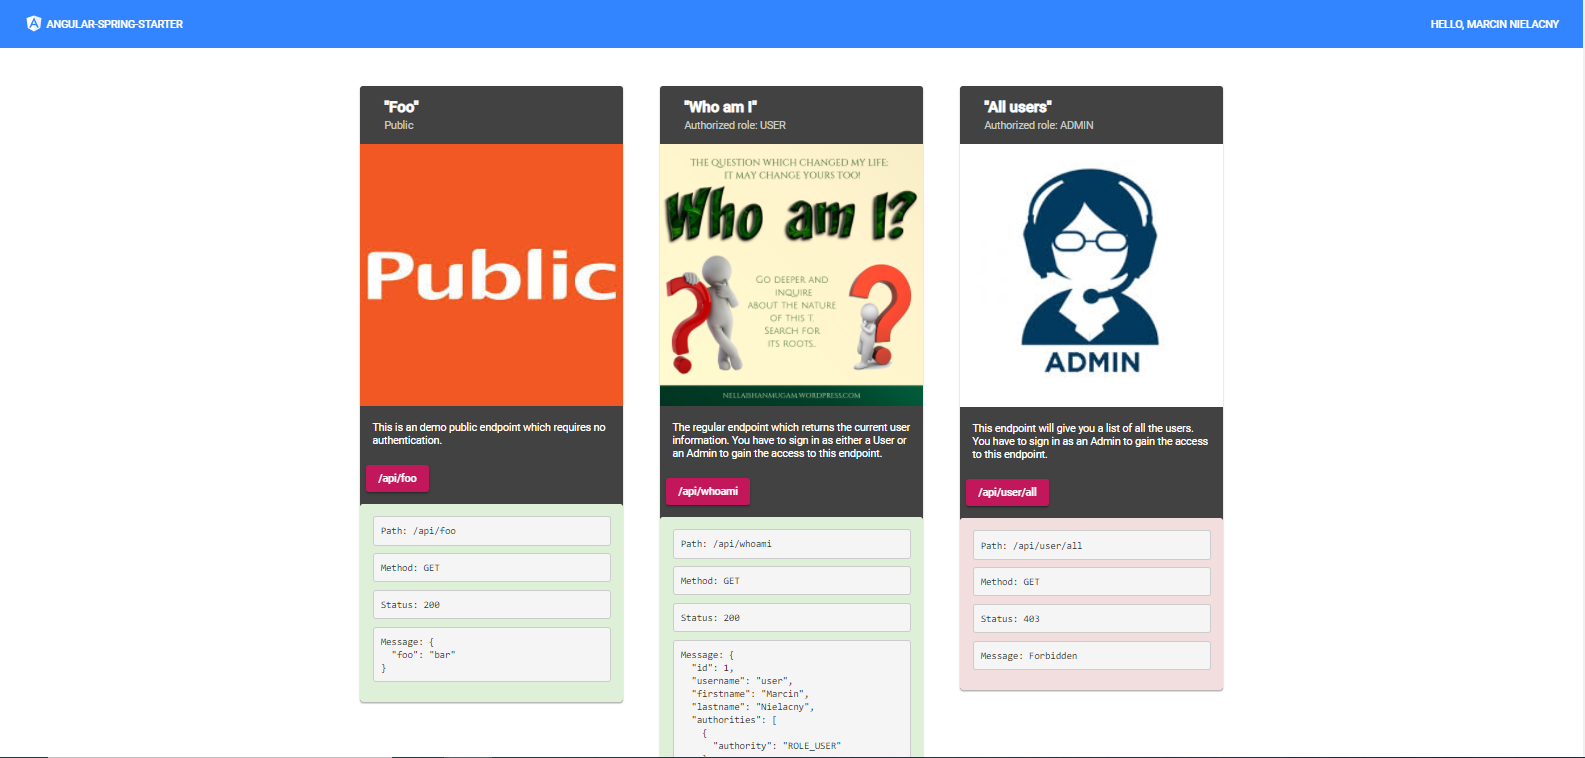 ANGULAR-SPRING-STARTER
HELLO, MARCIN NIELACNY
"Foo"
Public
Public
This is an demo public endpoint which requires no
authentication.
/api/foo
Path: /api/foo
Method: GET
Status: 200
Message: {
"foo": "bar"
}
"Who am I"
Authorized role: USER
THE QUESTION WHICH CHANGED MY LIFE:
IT MAY CHANGE YOURS TOO!
Who am I?
GO DEEPER AND
INQUIRE
ABOUT THE NATURE
OF THIS 'I'.
SEARCH FOR
ITS ROOTS..
NELLAISHANMUGAM.WORDPRESS.COM
The regular endpoint which returns the current user
information. You have to sign in as either a User or
an Admin to gain the access to this endpoint.
/api/whoami
Path: /api/whoami
Method: GET
Status: 200
Message: {
"id": 1,
"username": "user",
"firstname": "Marcin",
"lastname": "Nielacny",
"authorities": [
{
"authority": "ROLE_USER"
"All users"
Authorized role: ADMIN
ADMIN
This endpoint will give you a list of all the users.
You have to sign in as an Admin to gain the access
to this endpoint.
/api/user/all
Path: /api/user/all
Method: GET
Status: 403
Message: Forbidden